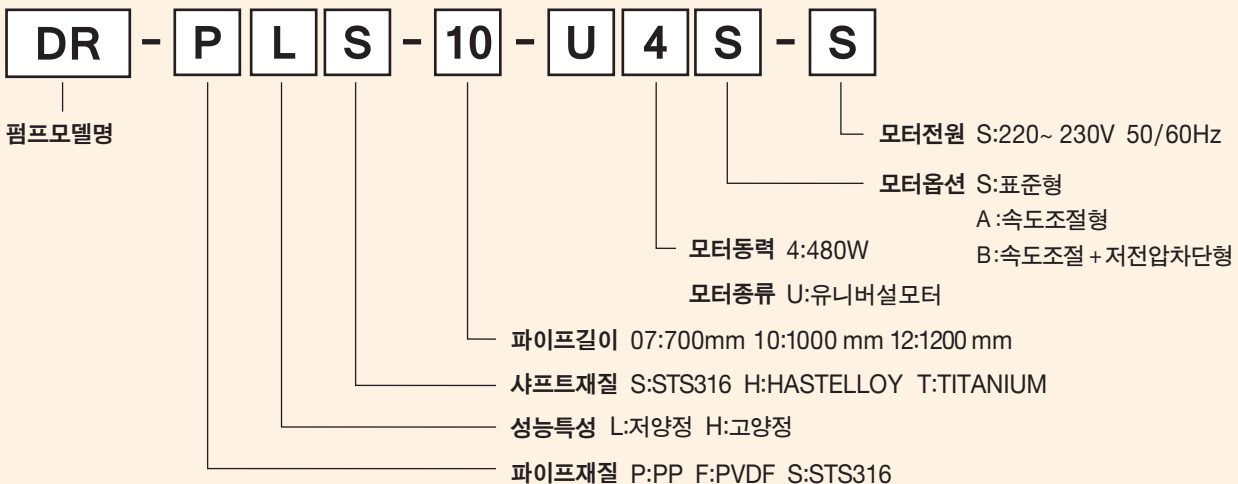 DR - P L S - 10 - U 4 S - S
펌프모델명
모터전원 S:220~ 230V 50/60Hz
모터옵션 S:표준형
A :속도조절형
B:속도조절 + 저전압차단형
모터동력 4:480W
모터종류 U:유니버설모터
파이프길이 07:700mm 10:1000 mm 12:1200 mm
샤프트재질 S:STS316 H:HASTELLOY T:TITANIUM
성능특성 L:저양정 H:고양정
파이프재질 P:PP F:PVDF S:STS316